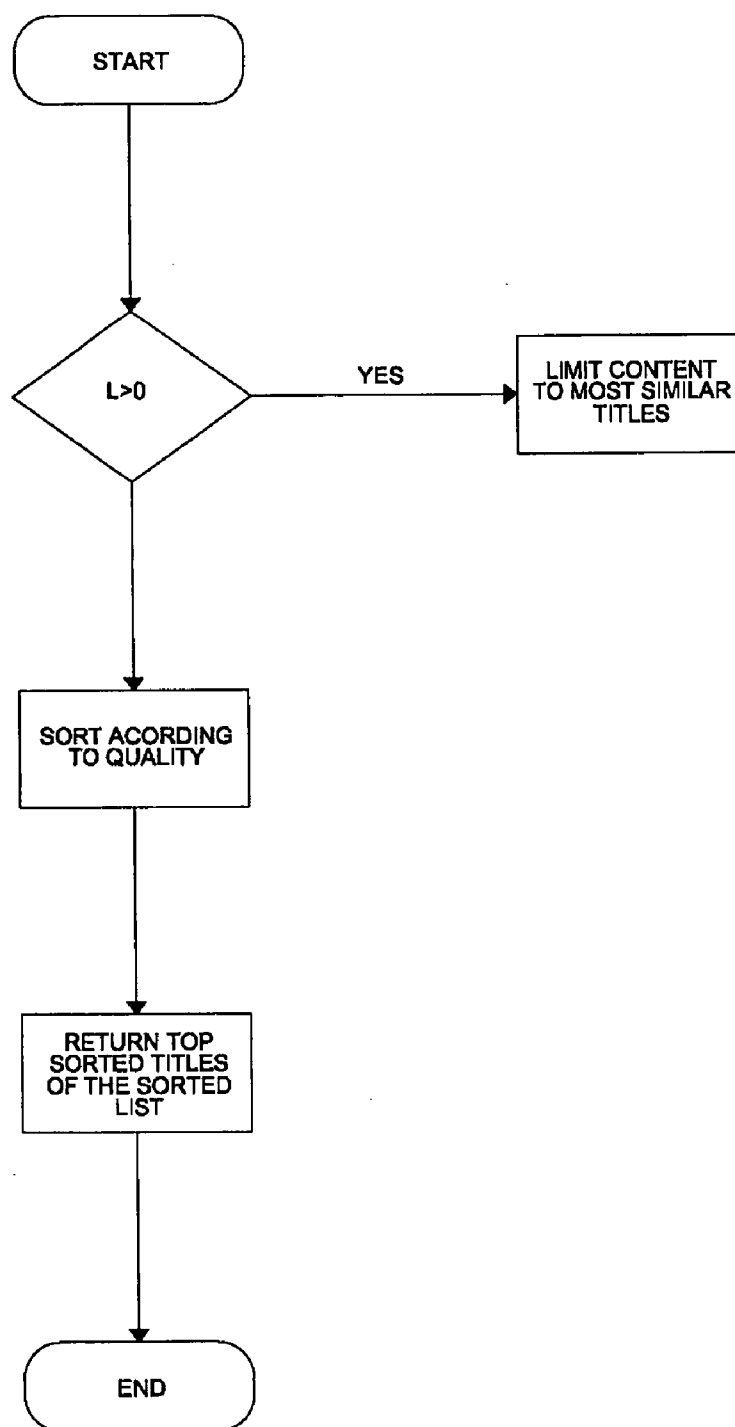 START
L>0
YES
LIMIT CONTENT
TO MOST SIMILAR
TITLES
SORT ACORDING
TO QUALITY
RETURN TOP
SORTED TITLES
OF THE SORTED
LIST
END